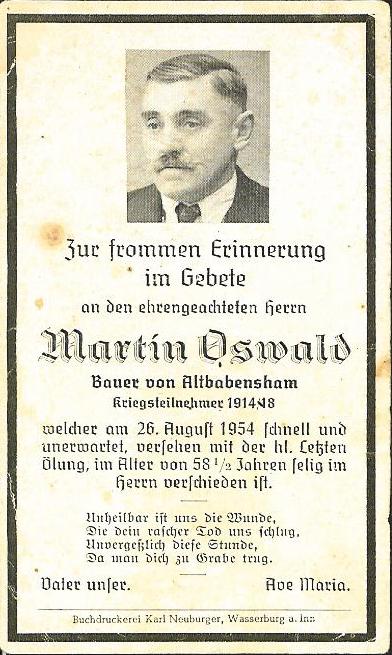 Zur frommen Erinnerung
im Gebete
an den ehrengeachteten Herrn
Martin Oswald
Bauer von Altbabensham
Kriegsteilnehmer 1914/18
welcher am 26. August 1954 schnell und
unerwartet, versehen mit der hl. Letzten
Ölung, im Alter von 58 1/2 Jahren selig im
Herrn verschieden ist.
Unheilbar ist uns die Wunde,
Die dein rascher Tod uns schlug,
Unvergeßlich diese Stunde,
Da man dich zu Grabe trug.
Vater unser. Ave Maria.
Buchdruckerei Karl Neuburger, Wasserburg a. Inn